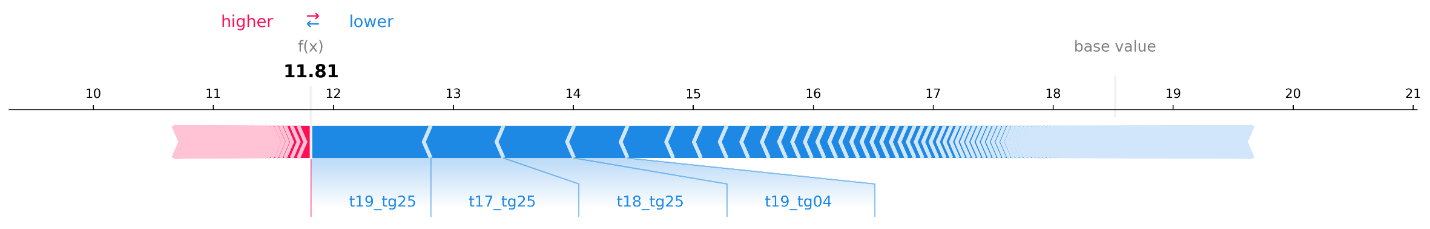 higher ⇄ lower
f(x) base value
11.81
10 11 12 13 14 15 16 17 18 19 20 21
t19_tg25 t17_tg25 t18_tg25 t19_tg04